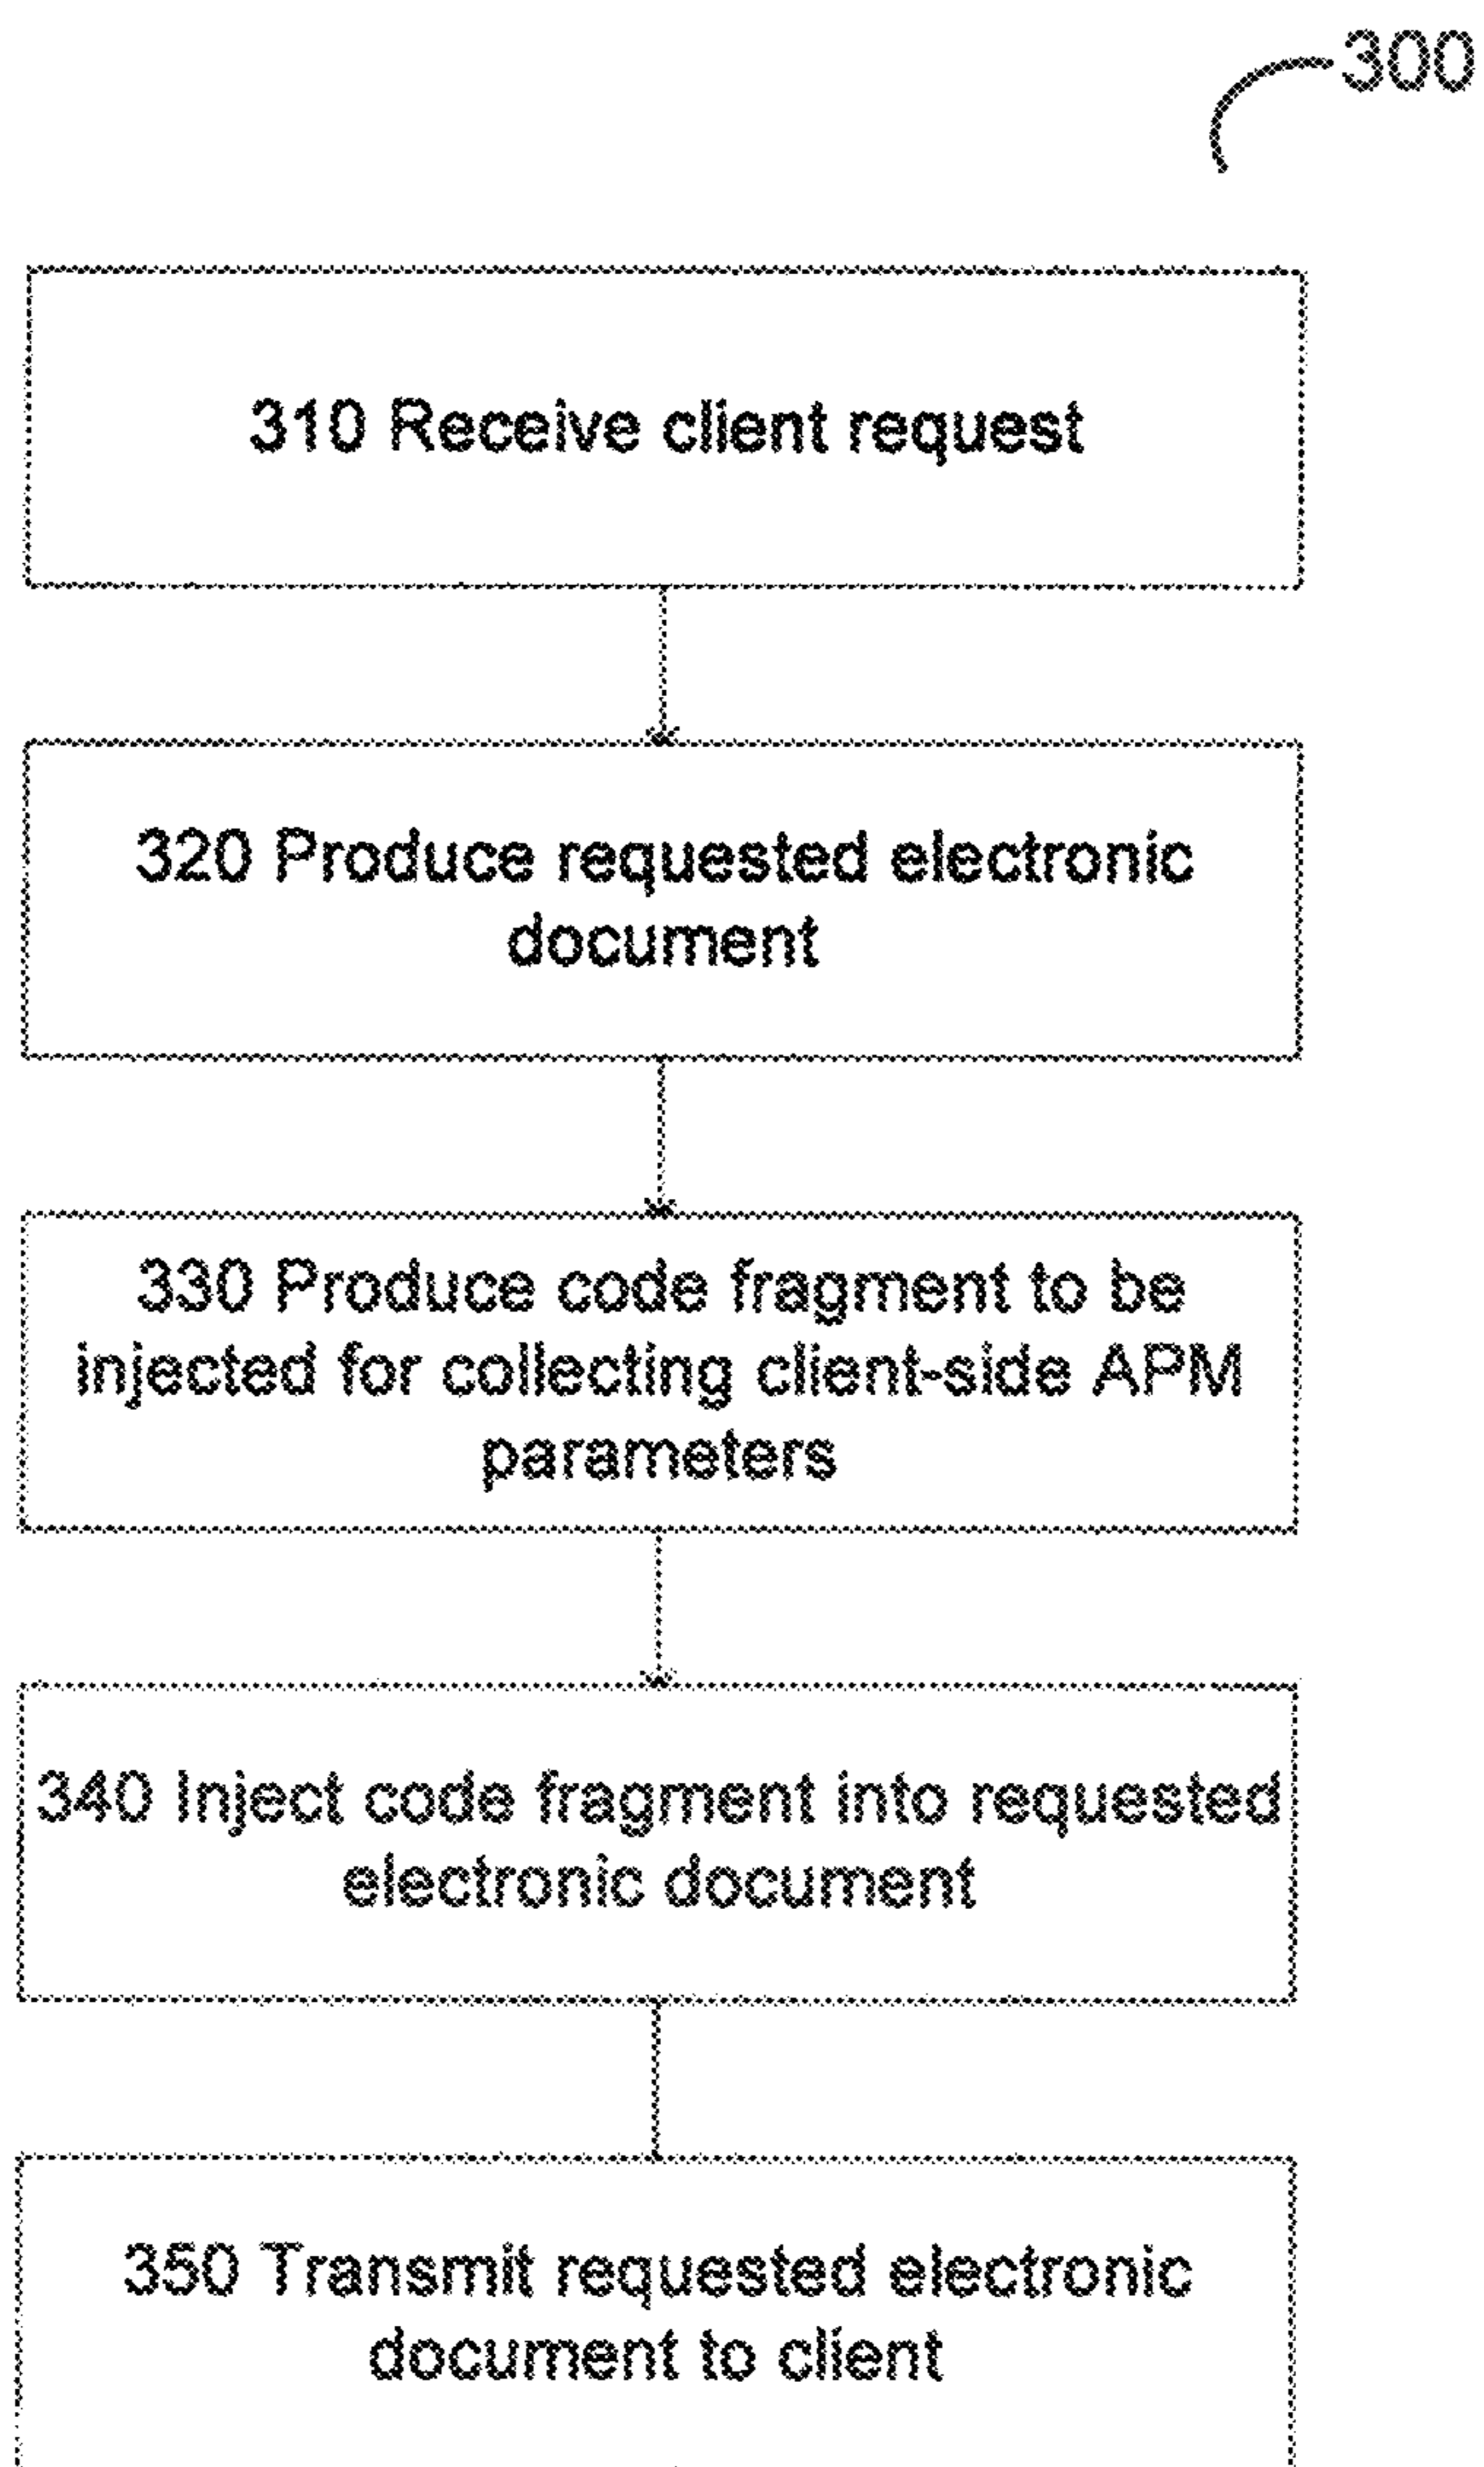 300
310 Receive client request
320 Produce requested electronic
document
330 Produce code fragment to be
injected for collecting client-side APM
parameters
340 Inject code fragment into requested
electronic document
350 Transmit requested electronic
document to client